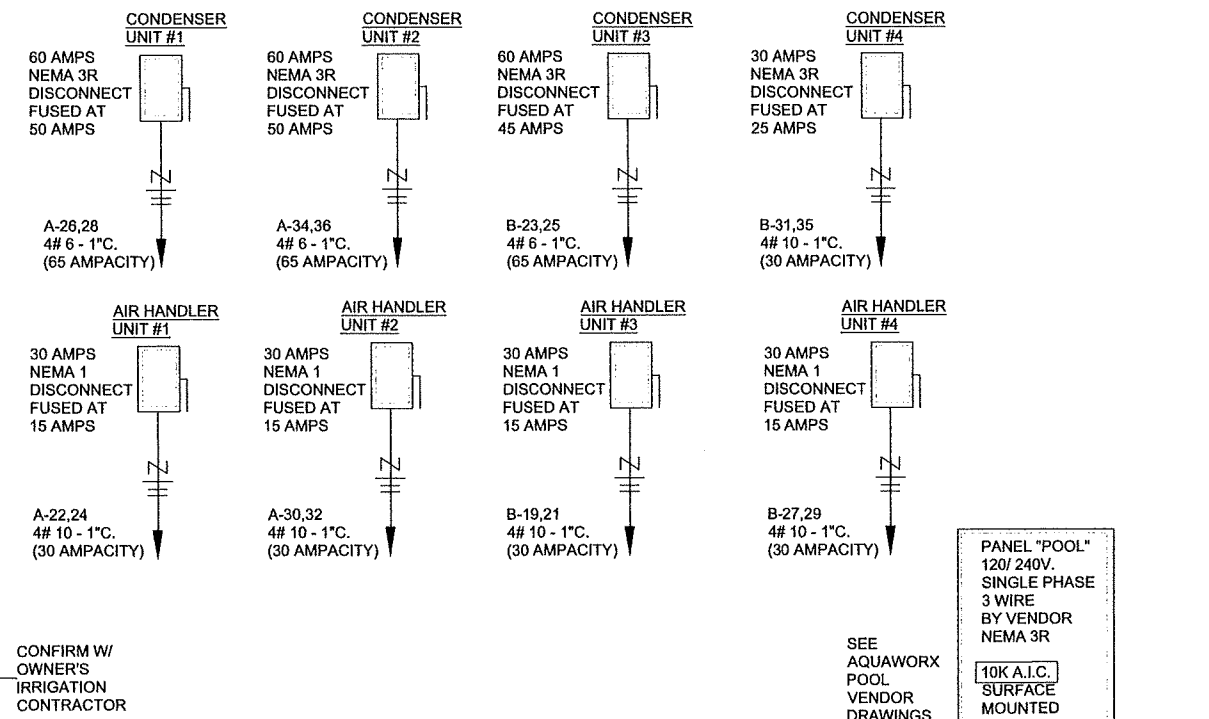 CONDENSER
UNIT #1
60 AMPS
NEMA 3R
DISCONNECT
FUSED AT
50 AMPS
A-26,28
4# 6 - 1"C.
(65 AMPACITY)
CONDENSER
UNIT #2
60 AMPS
NEMA 3R
DISCONNECT
FUSED AT
50 AMPS
A-34,36
4# 6 - 1"C.
(65 AMPACITY)
CONDENSER
UNIT #3
60 AMPS
NEMA 3R
DISCONNECT
FUSED AT
45 AMPS
B-23,25
4# 6 - 1"C.
(65 AMPACITY)
CONDENSER
UNIT #4
30 AMPS
NEMA 3R
DISCONNECT
FUSED AT
25 AMPS
B-31,35
4# 10 - 1"C.
(30 AMPACITY)
AIR HANDLER
UNIT #1
30 AMPS
NEMA 1
DISCONNECT
FUSED AT
15 AMPS
A-22,24
4# 10 - 1"C.
(30 AMPACITY)
AIR HANDLER
UNIT #2
30 AMPS
NEMA 1
DISCONNECT
FUSED AT
15 AMPS
A-30,32
4# 10 - 1"C.
(30 AMPACITY)
AIR HANDLER
UNIT #3
30 AMPS
NEMA 1
DISCONNECT
FUSED AT
15 AMPS
B-19,21
4# 10 - 1"C.
(30 AMPACITY)
AIR HANDLER
UNIT #4
30 AMPS
NEMA 1
DISCONNECT
FUSED AT
15 AMPS
B-27,29
4# 10 - 1"C.
(30 AMPACITY)
CONFIRM W/
OWNER'S
IRRIGATION
CONTRACTOR
SEE
AQUAWORX
POOL
VENDOR
DRAWINGS
PANEL "POOL"
120/ 240V.
SINGLE PHASE
3 WIRE
BY VENDOR
NEMA 3R
10K A.I.C.
SURFACE
MOUNTED